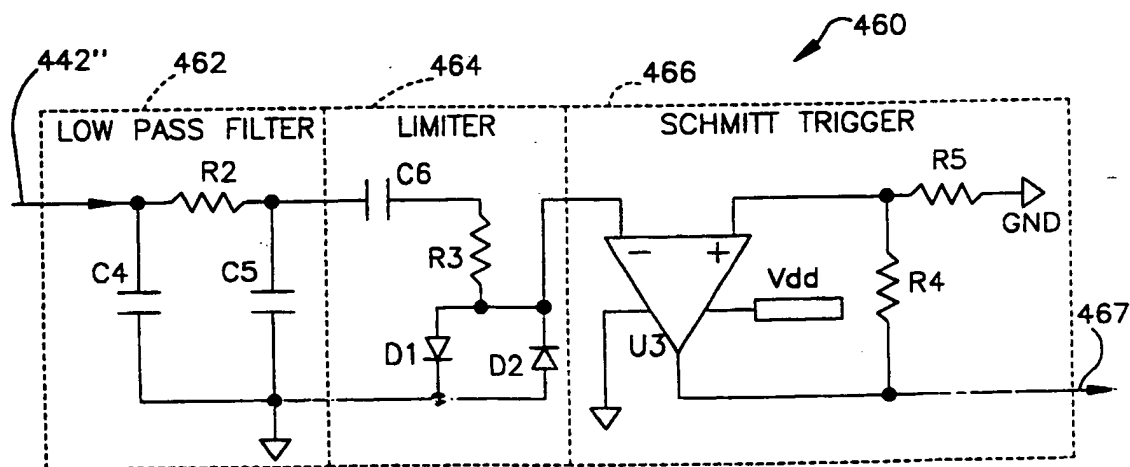 460
442"
462
464
466
LOW PASS FILTER
LIMITER
SCHMITT TRIGGER
R2
C6
R5
GND
C4
C5
R3
−
+
Vdd
R4
467
D1
D2
U3